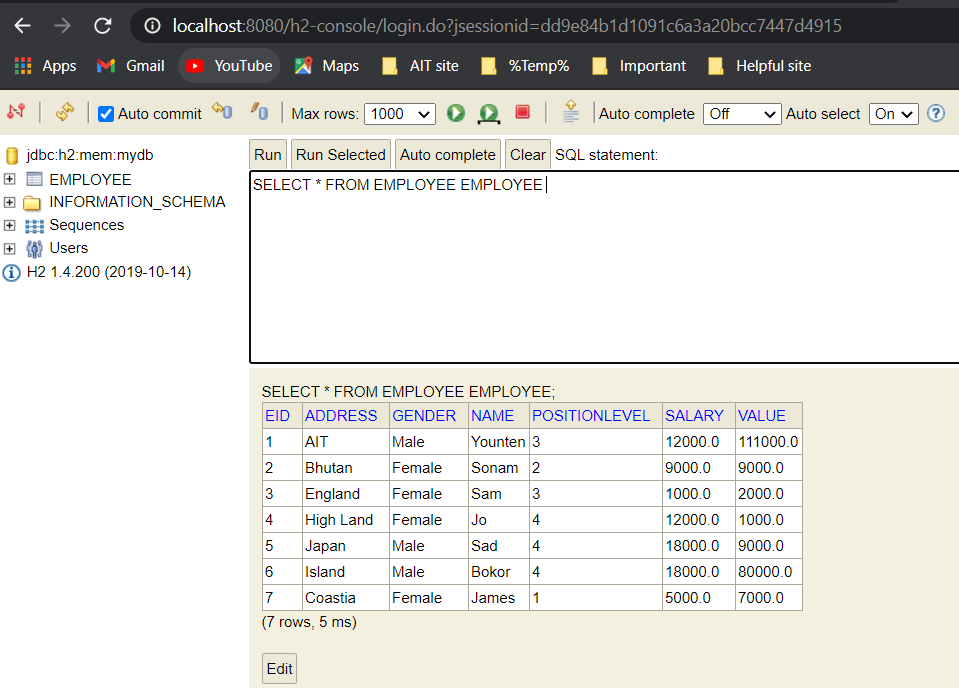 localhost:8080/h2-console/login.do?jsessionid=dd9e84b1d1091c6a3a20bcc7447d4915
Apps Gmail YouTube Maps AIT site %Temp% Important Helpful site
Auto commit Max rows: 1000 Auto complete Off Auto select On ?
jdbc:h2:mem:mydb
EMPLOYEE
INFORMATION_SCHEMA
Sequences
Users
H2 1.4.200 (2019-10-14)
Run Run Selected Auto complete Clear SQL statement:
SELECT * FROM EMPLOYEE EMPLOYEE
SELECT * FROM EMPLOYEE EMPLOYEE;
EID ADDRESS GENDER NAME POSITIONLEVEL SALARY VALUE
1 AIT Male Younten 3 12000.0 111000.0
2 Bhutan Female Sonam 2 9000.0 9000.0
3 England Female Sam 3 1000.0 2000.0
4 High Land Female Jo 4 12000.0 1000.0
5 Japan Male Sad 4 18000.0 9000.0
6 Island Male Bokor 4 18000.0 80000.0
7 Coastia Female James 1 5000.0 7000.0
(7 rows, 5 ms)
Edit